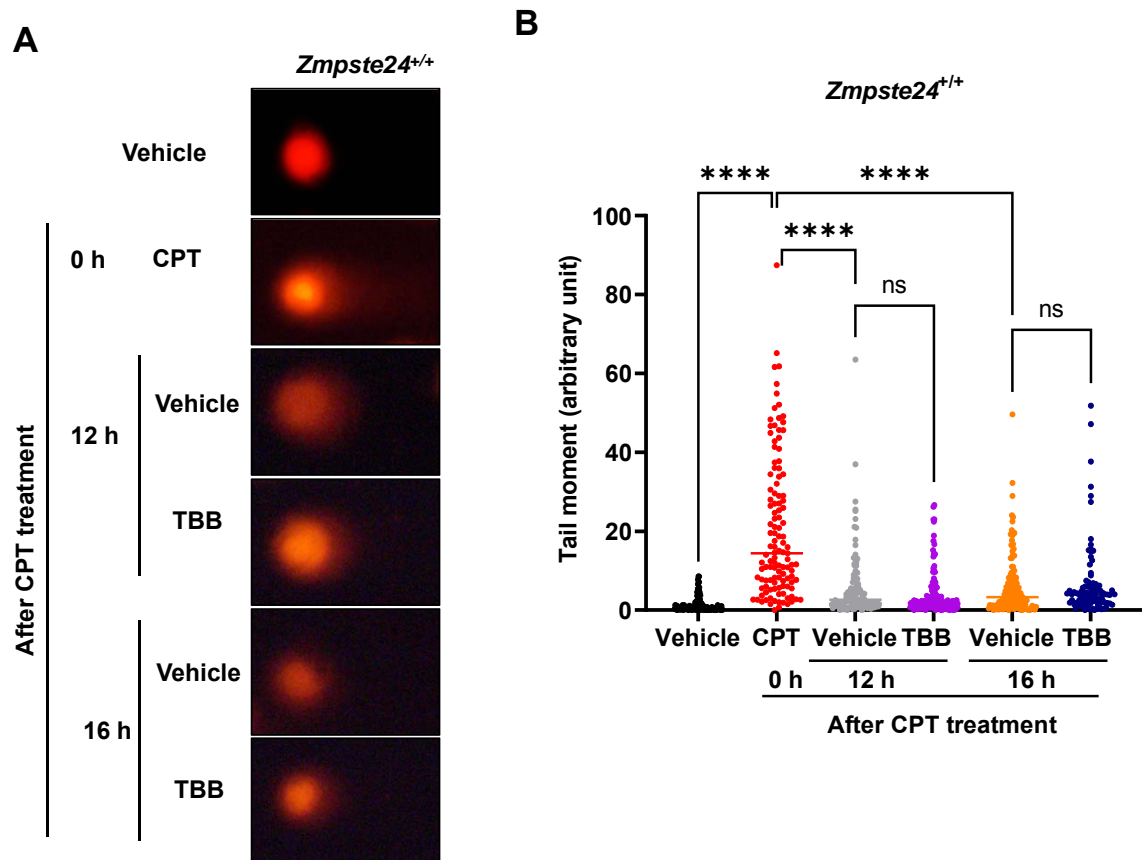 A
Zmpste24+/+
Vehicle
0 h CPT
Vehicle
12 h
TBB
Vehicle
16 h
TBB
After CPT treatment
B
Zmpste24+/+
**** ****
****
ns
ns
100
80
60
40
20
0
Tail moment (arbitrary unit)
Vehicle CPT Vehicle TBB Vehicle TBB
0 h 12 h 16 h
After CPT treatment